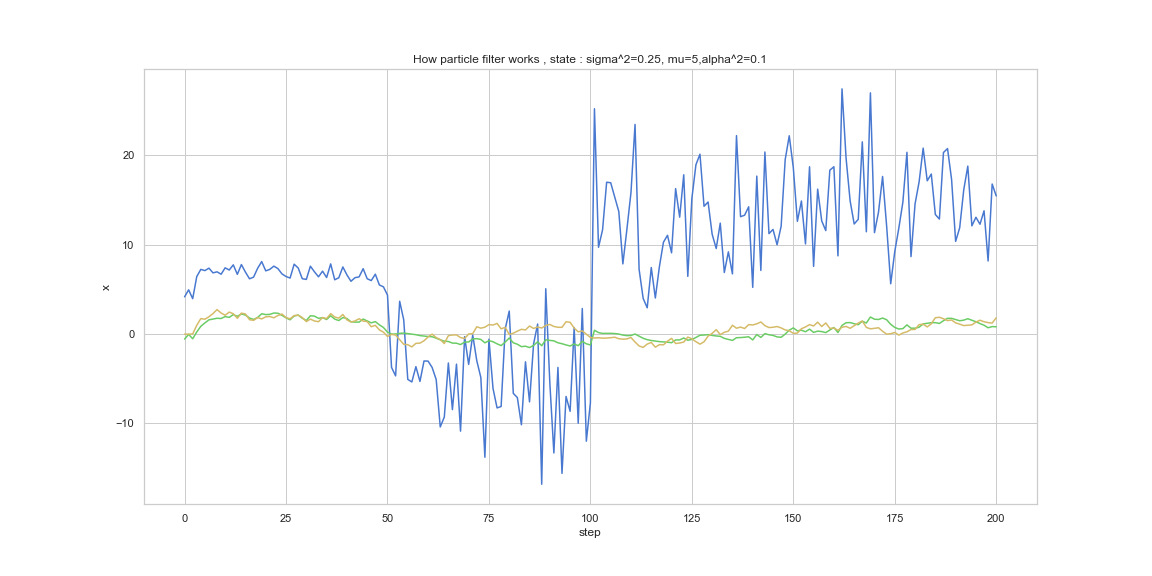 How particle filter works , state : sigma^2=0.25, mu=5,alpha^2=0.1
x
20
10
0
−10
0 25 50 75 100 125 150 175 200
step